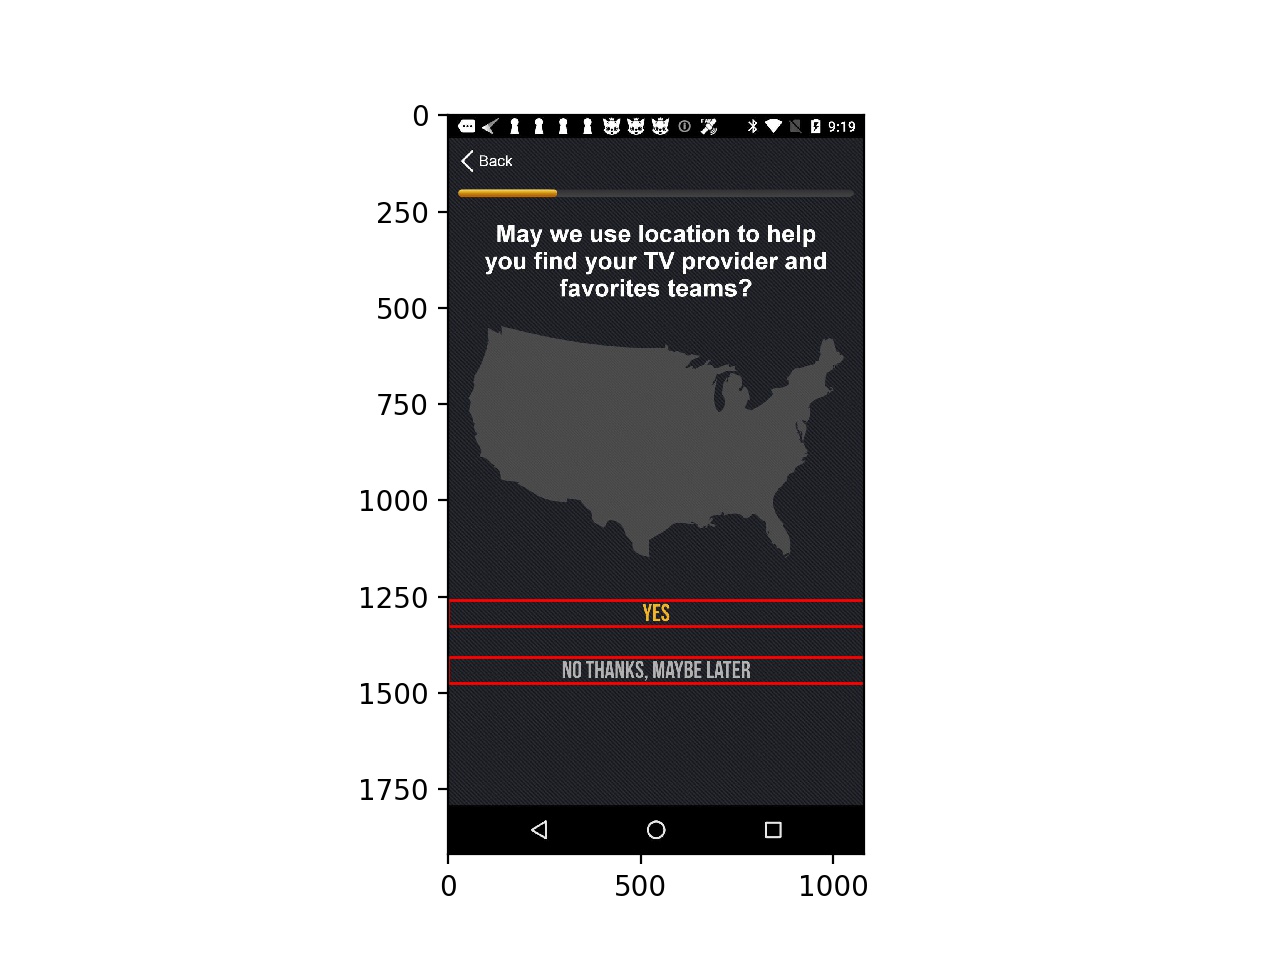 0
250
500
750
1000
1250
1500
1750
9:19
Back
May we use location to help
you find your TV provider and
favorites teams?
YES
NO THANKS, MAYBE LATER
0
500
1000